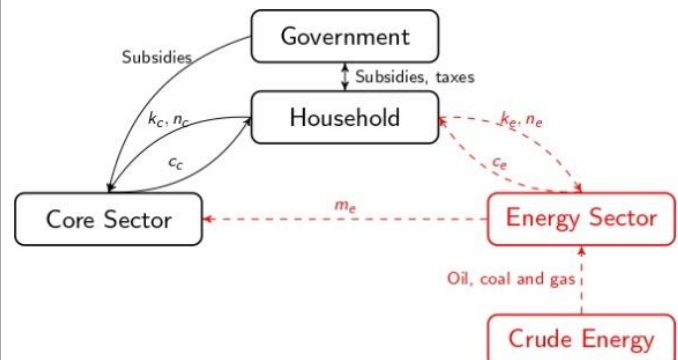 Government
Subsidies
Subsidies, taxes
Household
k_c, n_c
k_e, n_e
c_c
c_e
Core Sector
m_e
Energy Sector
Oil, coal and gas
Crude Energy